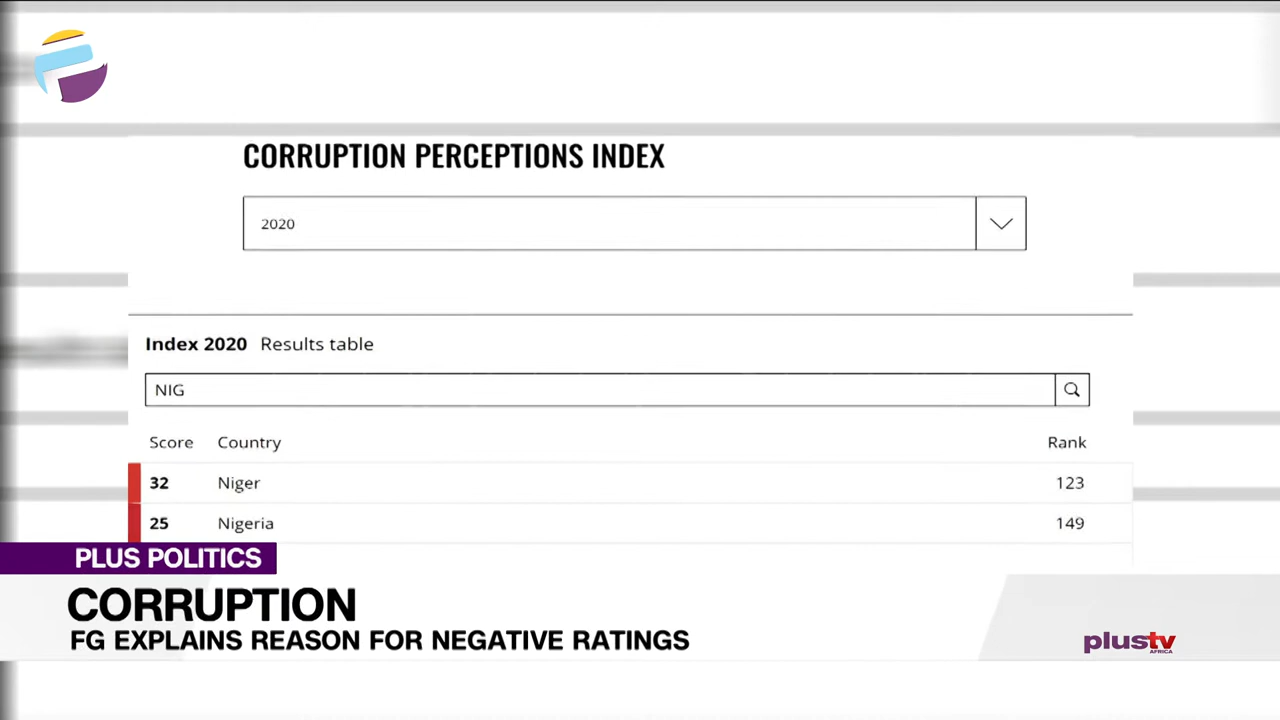 CORRUPTION PERCEPTIONS INDEX
2020
Index 2020 Results table
NIG
Score Country Rank
32 Niger 123
25 Nigeria 149
PLUS POLITICS
CORRUPTION
FG EXPLAINS REASON FOR NEGATIVE RATINGS
plustv
AFRICA